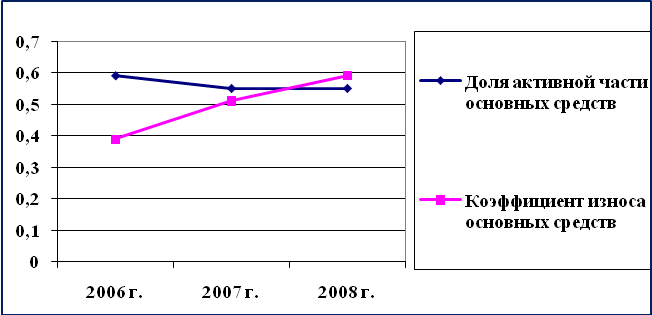 0,7
0,6
0,5
0,4
0,3
0,2
0,1
0
2006 г.
2007 г.
2008 г.
Доля активной части
основных средств
Коэффициент износа
основных средств